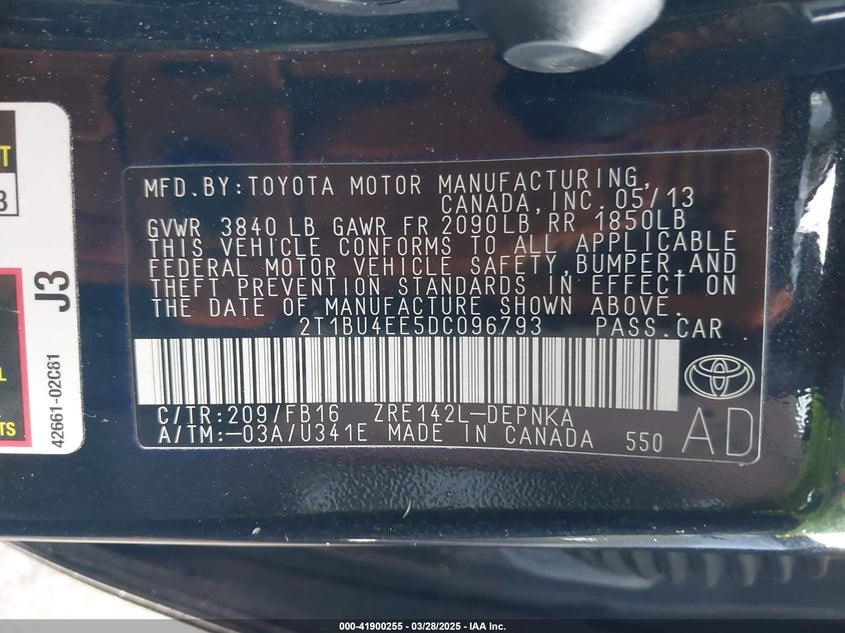 T
3
J3
42661-02C81
L
TS
MFD.BY:TOYOTA MOTOR MANUFACTURING,
CANADA,INC.05/13
GVWR 3840 LB GAWR FR 2090LB RR 1850LB
THIS VEHICLE CONFORMS TO ALL APPLICABLE
FEDERAL MOTOR VEHICLE SAFETY,BUMPER,AND
THEFT PREVENTION STANDARDS IN EFFECT ON
THE DATE OF MANUFACTURE SHOWN ABOVE.
2T1BU4EE5DC096793 PASS.CAR
C/TR:209/FB16 ZRE142L-DEPNKA
A/TM:-03A/U341E MADE IN CANADA 550 AD
000-41900255 - 03/28/2025 - IAA Inc.